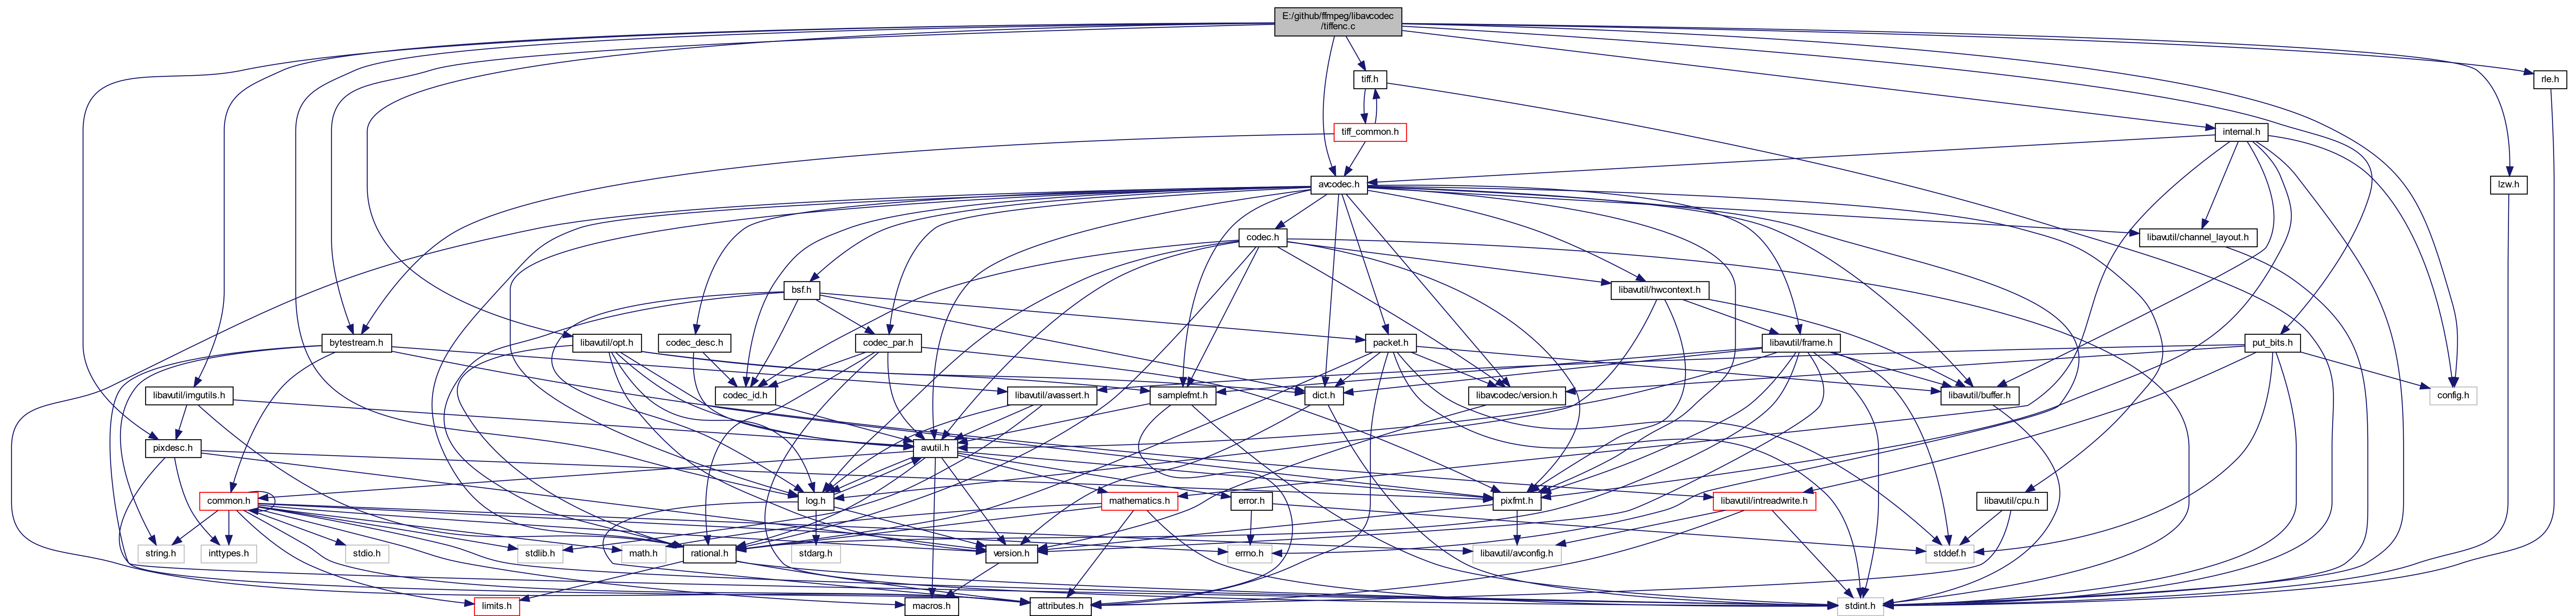 E:/github/ffmpeg/libavcodec
/tiffenc.c
tiff.h
rle.h
tiff_common.h
internal.h
avcodec.h
lzw.h
codec.h
libavutil/channel_layout.h
bsf.h
libavutil/hwcontext.h
bytestream.h
libavutil/opt.h
codec_desc.h
codec_par.h
packet.h
libavutil/frame.h
put_bits.h
libavutil/imgutils.h
codec_id.h
libavutil/avassert.h
samplefmt.h
dict.h
libavcodec/version.h
libavutil/buffer.h
config.h
pixdesc.h
avutil.h
common.h
log.h
mathematics.h
error.h
pixfmt.h
libavutil/intreadwrite.h
libavutil/cpu.h
string.h
inttypes.h
stdio.h
stdlib.h
math.h
rational.h
stdarg.h
version.h
errno.h
libavutil/avconfig.h
stddef.h
limits.h
macros.h
attributes.h
stdint.h